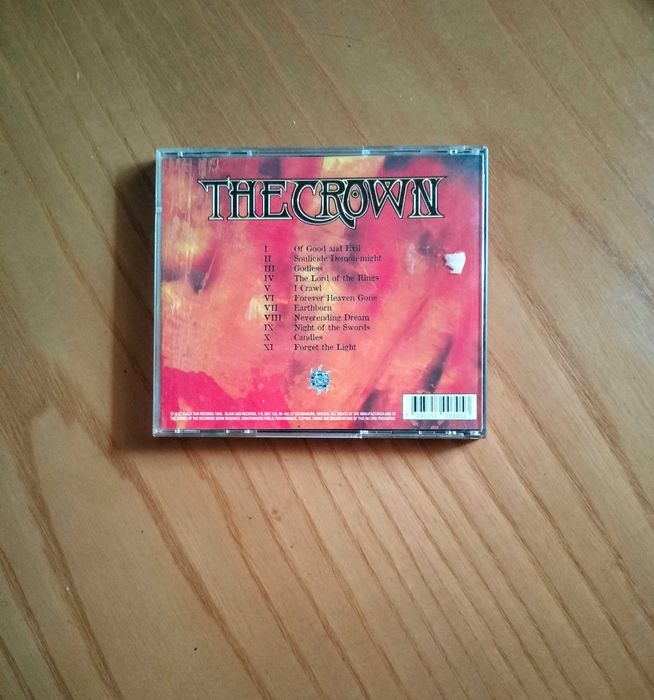 THE CROWN
I Of Good and Evil
II Soulicide Demon-might
III Godless
IV The Lord of the Rings
V I Crawl
VI Forever Heaven Gone
VII Earthborn
VIII Neverending Dream
IX Night of the Swords
X Candles
XI Forget the Light